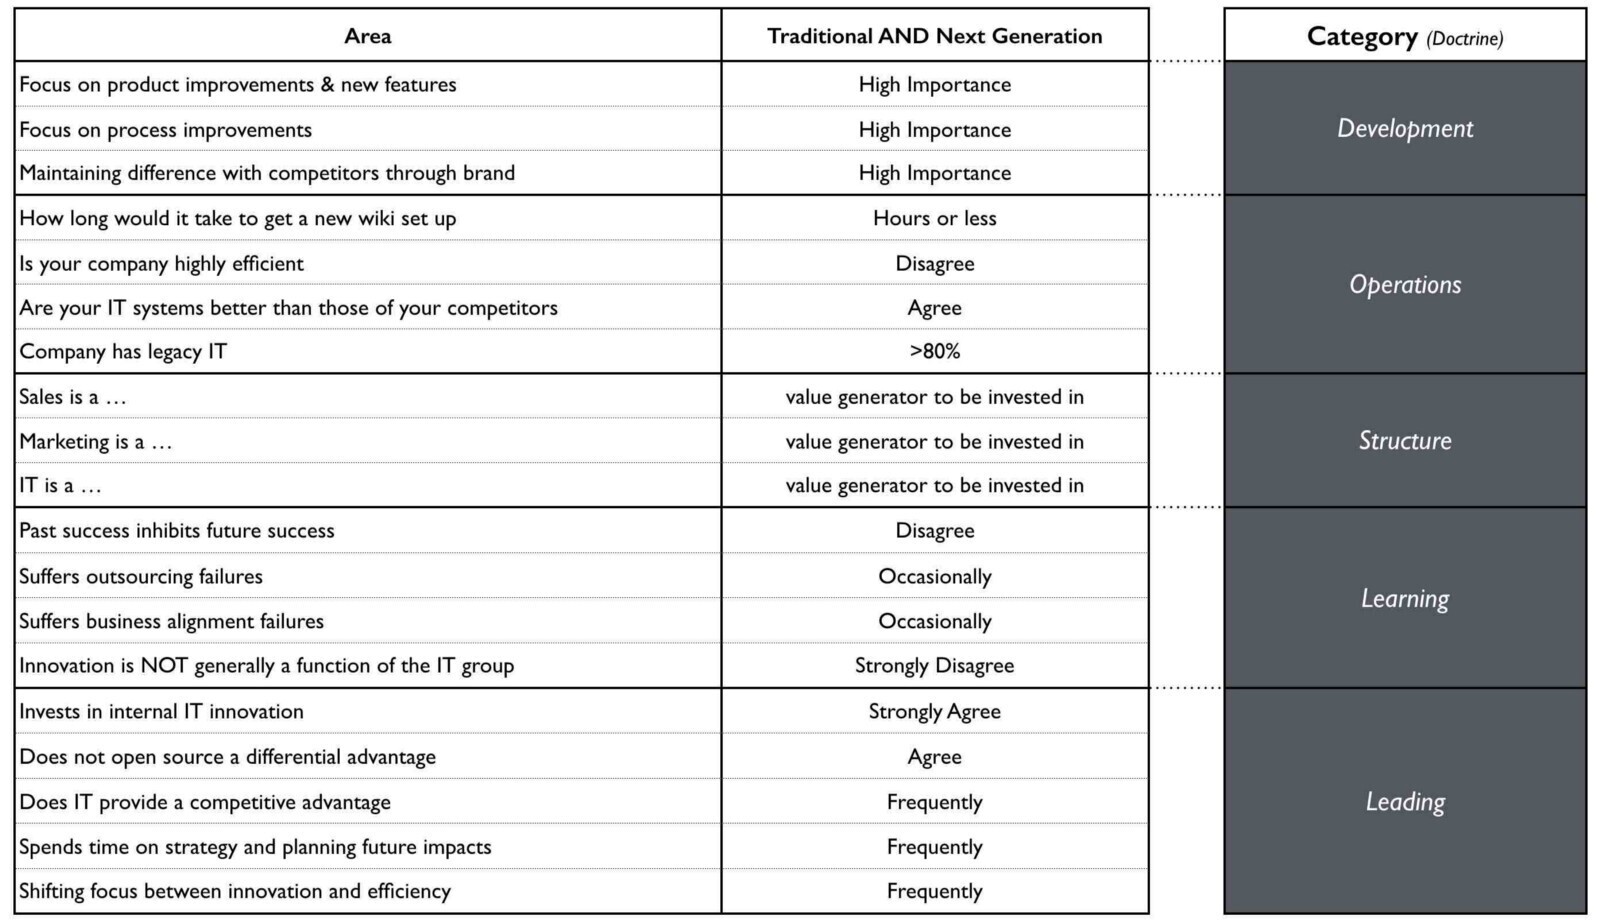 Area Traditional AND Next Generation Category (Doctrine)
Focus on product improvements & new features High Importance
Focus on process improvements High Importance
Development
Maintaining difference with competitors through brand High Importance
How long would it take to get a new wiki set up Hours or less
Is your company highly efficient Disagree
Operations
Are your IT systems better than those of your competitors Agree
Company has legacy IT >80%
Sales is a … value generator to be invested in
Marketing is a … value generator to be invested in
Structure
IT is a … value generator to be invested in
Past success inhibits future success Disagree
Suffers outsourcing failures Occasionally
Learning
Suffers business alignment failures Occasionally
Innovation is NOT generally a function of the IT group Strongly Disagree
Invests in internal IT innovation Strongly Agree
Does not open source a differential advantage Agree
Does IT provide a competitive advantage Frequently
Leading
Spends time on strategy and planning future impacts Frequently
Shifting focus between innovation and efficiency Frequently